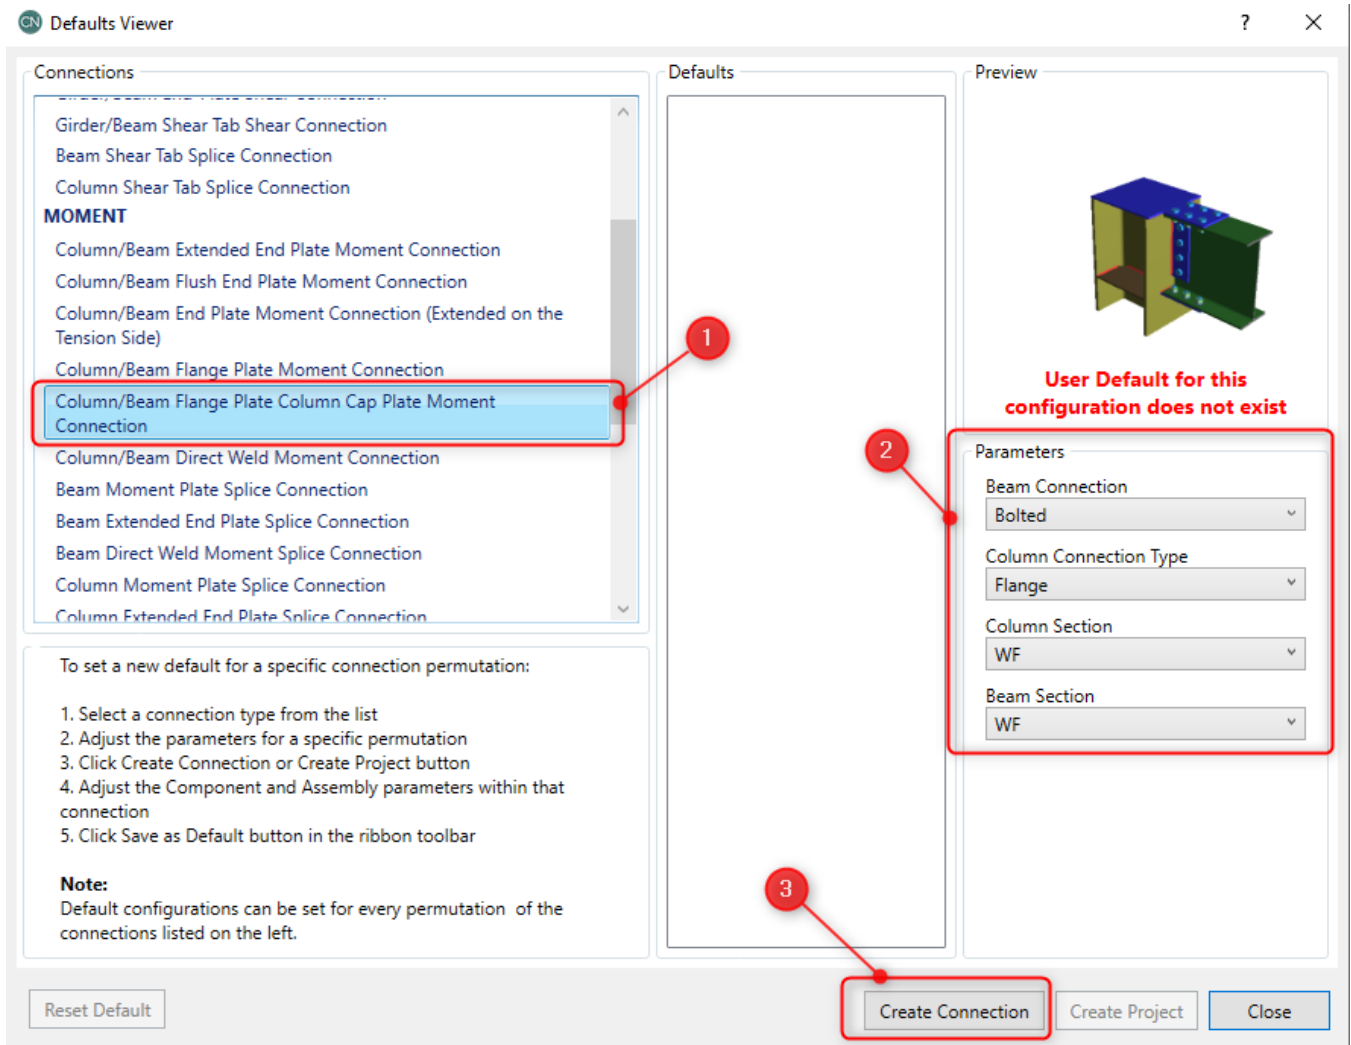 CN Defaults Viewer ?
Connections
Girder/Beam Shear Tab Shear Connection
Beam Shear Tab Splice Connection
Column Shear Tab Splice Connection
MOMENT
Column/Beam Extended End Plate Moment Connection
Column/Beam Flush End Plate Moment Connection
Column/Beam End Plate Moment Connection (Extended on the
Tension Side)
Column/Beam Flange Plate Moment Connection
Column/Beam Flange Plate Column Cap Plate Moment
Connection
Column/Beam Direct Weld Moment Connection
Beam Moment Plate Splice Connection
Beam Extended End Plate Splice Connection
Beam Direct Weld Moment Splice Connection
Column Moment Plate Splice Connection
Column Extended End Plate Splice Connection
1
To set a new default for a specific connection permutation:
1. Select a connection type from the list
2. Adjust the parameters for a specific permutation
3. Click Create Connection or Create Project button
4. Adjust the Component and Assembly parameters within that
connection
5. Click Save as Default button in the ribbon toolbar
Note:
Default configurations can be set for every permutation of the
connections listed on the left.
Defaults
Preview
User Default for this
configuration does not exist
2
Parameters
Beam Connection
Bolted
Column Connection Type
Flange
Column Section
WF
Beam Section
WF
3
Reset Default
Create Connection
Create Project
Close